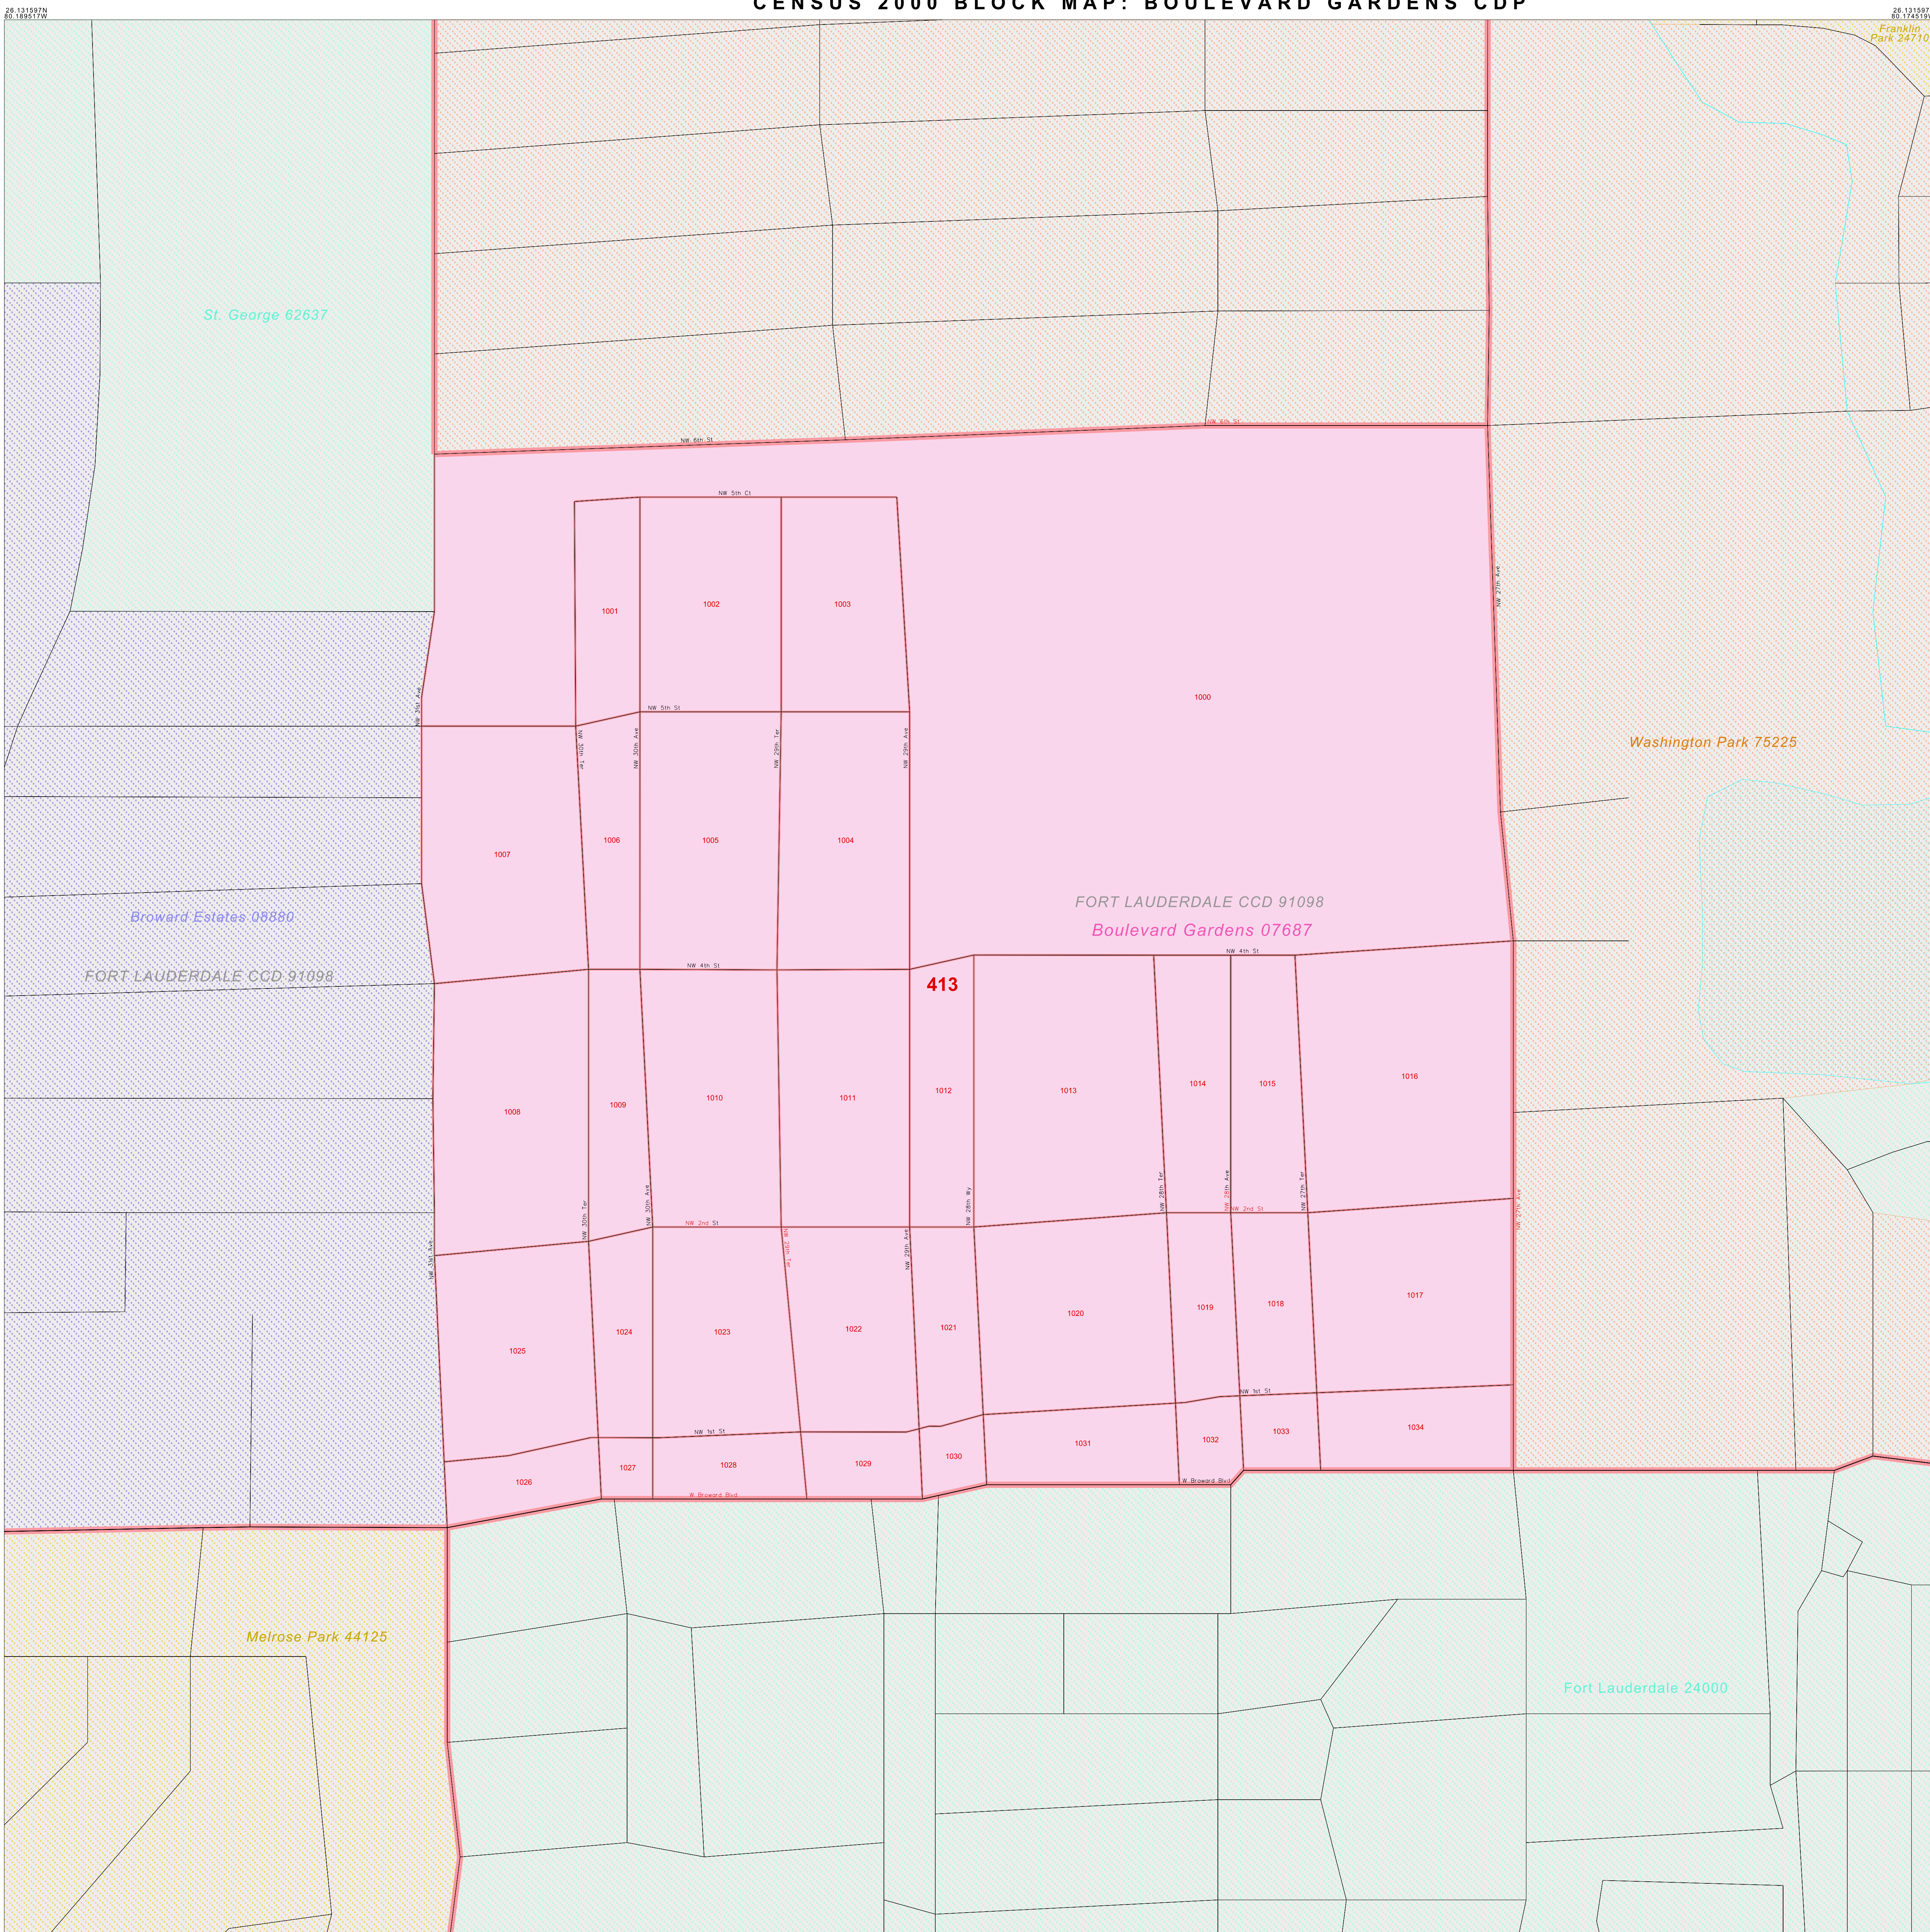 CENSUS 2000 BLOCK MAP: BOULEVARD GARDENS CDP
26.131597N
80.189517W
26.131597
80.174519W
Franklin
Park 24710
St. George 62637
NW 6th St
NW 6th St
NW 5th Ct
NW 27th Ave
1001
1002
1003
1000
NW 31st Ave
NW 5th St
NW 30th Ter
NW 30th Ave
NW 29th Ter
NW 29th Ave
Washington Park 75225
1007
1006
1005
1004
FORT LAUDERDALE CCD 91098
Boulevard Gardens 07687
Broward Estates 08880
FORT LAUDERDALE CCD 91098
NW 4th St
NW 4th St
413
1008
1009
1010
1011
1012
1013
1014
1015
1016
NW 30th Ter
NW 30th Ave
NW 28th Wy
NW 28th Ter
NW 28th Ave
NW 27th Ter
NW 27th Ave
NW 2nd St
NW 2nd St
NW 31st Ave
NW 29th Ter
NW 29th Ave
1025
1024
1023
1022
1021
1020
1019
1018
1017
NW 1st St
NW 1st St
1026
1027
1028
1029
1030
1031
1032
1033
1034
W Broward Blvd
W Broward Blvd
Melrose Park 44125
Fort Lauderdale 24000